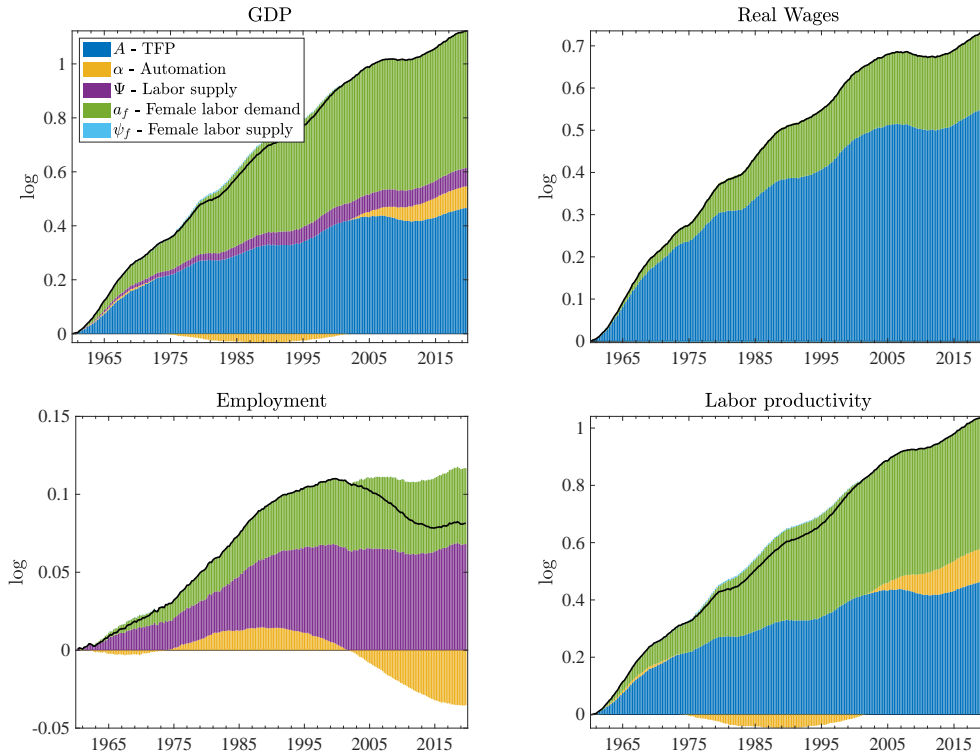 GDP
1
0.8
0.6
0.4
0.2
0
log
1965 1975 1985 1995 2005 2015
A - TFP
α - Automation
Ψ - Labor supply
a_f - Female labor demand
ψ_f - Female labor supply
Real Wages
0.7
0.6
0.5
0.4
0.3
0.2
0.1
0
log
1965 1975 1985 1995 2005 2015
Employment
0.15
0.1
0.05
0
-0.05
log
1965 1975 1985 1995 2005 2015
Labor productivity
1
0.8
0.6
0.4
0.2
0
log
1965 1975 1985 1995 2005 2015